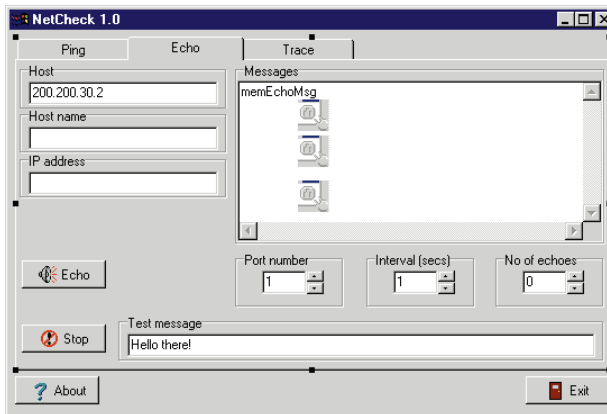 NetCheck 1.0
Ping Echo Trace
Host
200.200.30.2
Host name
IP address
Messages
memEchoMsg
Echo
Port number
1
Interval (secs)
1
No of echoes
0
Stop
Test message
Hello there!
About
Exit